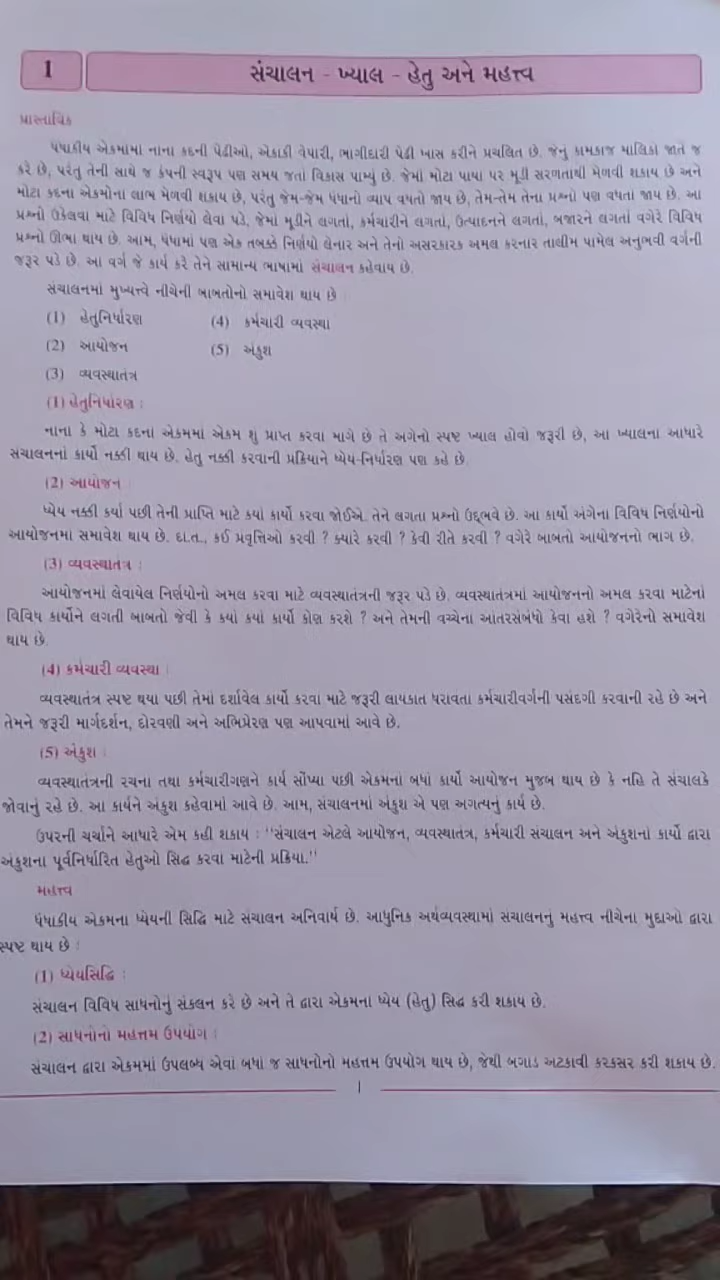 1
સંચાલન - ખ્યાલ - હેતુ અને મહત્ત્વ
પ્રાસ્તાવિક
ધંધાકીય એકમોમાં નાના કદની પેઢીઓ, એકાકી વેપારી, ભાગીદારી પેઢી ખાસ કરીને પ્રચલિત છે. જેનું કામકાજ માલિકો જાતે જ
કરે છે, પરંતુ તેની સાથે જ કંપની સ્વરૂપ પણ સમય જતાં વિકાસ પામ્યું છે. જેમાં મોટા પાયા પર મૂડી સરળતાથી મેળવી શકાય છે અને
મોટા કદના એકમોના લાભ મેળવી શકાય છે, પરંતુ જેમ-જેમ ધંધાનો વ્યાપ વધતો જાય છે, તેમ-તેમ તેના પ્રશ્નો પણ વધતા જાય છે. આ
પ્રશ્નો ઉકેલવા માટે વિવિધ નિર્ણયો લેવા પડે, જેમાં મૂડીને લગતા, કર્મચારીને લગતા, ઉત્પાદનને લગતા, બજારને લગતા વગેરે વિવિધ
પ્રશ્નો ઊભા થાય છે. આમ, ધંધામાં પણ એક તબક્કે નિર્ણયો લેનાર અને તેનો અસરકારક અમલ કરનાર તાલીમ પામેલ અનુભવી વર્ગની
જરૂર પડે છે. આ વર્ગ જે કાર્ય કરે તેને સામાન્ય ભાષામાં સંચાલન કહેવાય છે.
સંચાલનમાં મુખ્યત્વે નીચેની બાબતોનો સમાવેશ થાય છે :
(1) હેતુનિર્ધારણ (4) કર્મચારી વ્યવસ્થા
(2) આયોજન (5) અંકુશ
(3) વ્યવસ્થાતંત્ર
(1) હેતુનિર્ધારણ :
નાના કે મોટા કદના એકમમાં એકમ શું પ્રાપ્ત કરવા માગે છે તે અંગેનો સ્પષ્ટ ખ્યાલ હોવો જરૂરી છે, આ ખ્યાલના આધારે
સંચાલનનાં કાર્યો નક્કી થાય છે. હેતુ નક્કી કરવાની પ્રક્રિયાને ધ્યેય-નિર્ધારણ પણ કહે છે.
(2) આયોજન :
ધ્યેય નક્કી કર્યા પછી તેની પ્રાપ્તિ માટે કયાં કાર્યો કરવા જોઈએ. તેને લગતા પ્રશ્નો ઉદ્ભવે છે. આ કાર્યો અંગેના વિવિધ નિર્ણયોનો
આયોજનમાં સમાવેશ થાય છે. દા.ત., કઈ પ્રવૃત્તિઓ કરવી ? ક્યારે કરવી ? કેવી રીતે કરવી ? વગેરે બાબતો આયોજનનો ભાગ છે.
(3) વ્યવસ્થાતંત્ર :
આયોજનમાં લેવાયેલ નિર્ણયોનો અમલ કરવા માટે વ્યવસ્થાતંત્રની જરૂર પડે છે. વ્યવસ્થાતંત્રમાં આયોજનનો અમલ કરવા માટેનાં
વિવિધ કાર્યોને લગતી બાબતો જેવી કે કયાં કયાં કાર્યો કોણ કરશે ? અને તેમની વચ્ચેના આંતરસંબંધો કેવા હશે ? વગેરેનો સમાવેશ
થાય છે.
(4) કર્મચારી વ્યવસ્થા :
વ્યવસ્થાતંત્ર સ્પષ્ટ થયા પછી તેમાં દર્શાવેલ કાર્યો કરવા માટે જરૂરી લાયકાત ધરાવતા કર્મચારીવર્ગની પસંદગી કરવાની રહે છે અને
તેમને જરૂરી માર્ગદર્શન, દોરવણી અને અભિપ્રેરણ પણ આપવામાં આવે છે.
(5) અંકુશ :
વ્યવસ્થાતંત્રની રચના તથા કર્મચારીગણને કાર્ય સોંપ્યા પછી એકમનાં બધાં કાર્યો આયોજન મુજબ થાય છે કે નહિ તે સંચાલકે
જોવાનું રહે છે. આ કાર્યને અંકુશ કહેવામાં આવે છે. આમ, સંચાલનમાં અંકુશ એ પણ અગત્યનું કાર્ય છે.
ઉપરની ચર્ચાને આધારે એમ કહી શકાય : "સંચાલન એટલે આયોજન, વ્યવસ્થાતંત્ર, કર્મચારી સંચાલન અને અંકુશનાં કાર્યો દ્વારા
અંકુશના પૂર્વનિર્ધારિત હેતુઓ સિદ્ધ કરવા માટેની પ્રક્રિયા."
મહત્ત્વ
ધંધાકીય એકમના ધ્યેયની સિદ્ધિ માટે સંચાલન અનિવાર્ય છે. આધુનિક અર્થવ્યવસ્થામાં સંચાલનનું મહત્ત્વ નીચેના મુદ્દાઓ દ્વારા
સ્પષ્ટ થાય છે :
(1) ધ્યેયસિદ્ધિ :
સંચાલન વિવિધ સાધનોનું સંકલન કરે છે અને તે દ્વારા એકમના ધ્યેય (હેતુ) સિદ્ધ કરી શકાય છે.
(2) સાધનોનો મહત્તમ ઉપયોગ :
સંચાલન દ્વારા એકમમાં ઉપલબ્ધ એવાં બધાં જ સાધનોનો મહત્તમ ઉપયોગ થાય છે, જેથી બગાડ અટકાવી કરકસર કરી શકાય છે.
1